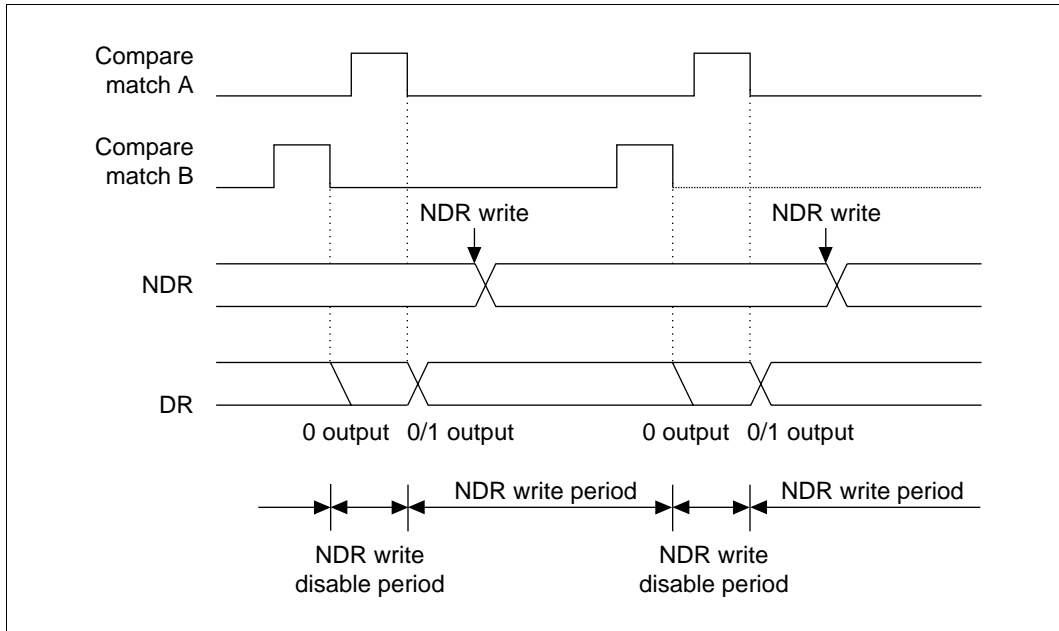 Compare
match A
Compare
match B
NDR write NDR write
NDR
DR
0 output 0/1 output 0 output 0/1 output
NDR write period NDR write period
NDR write
disable period
NDR write
disable period